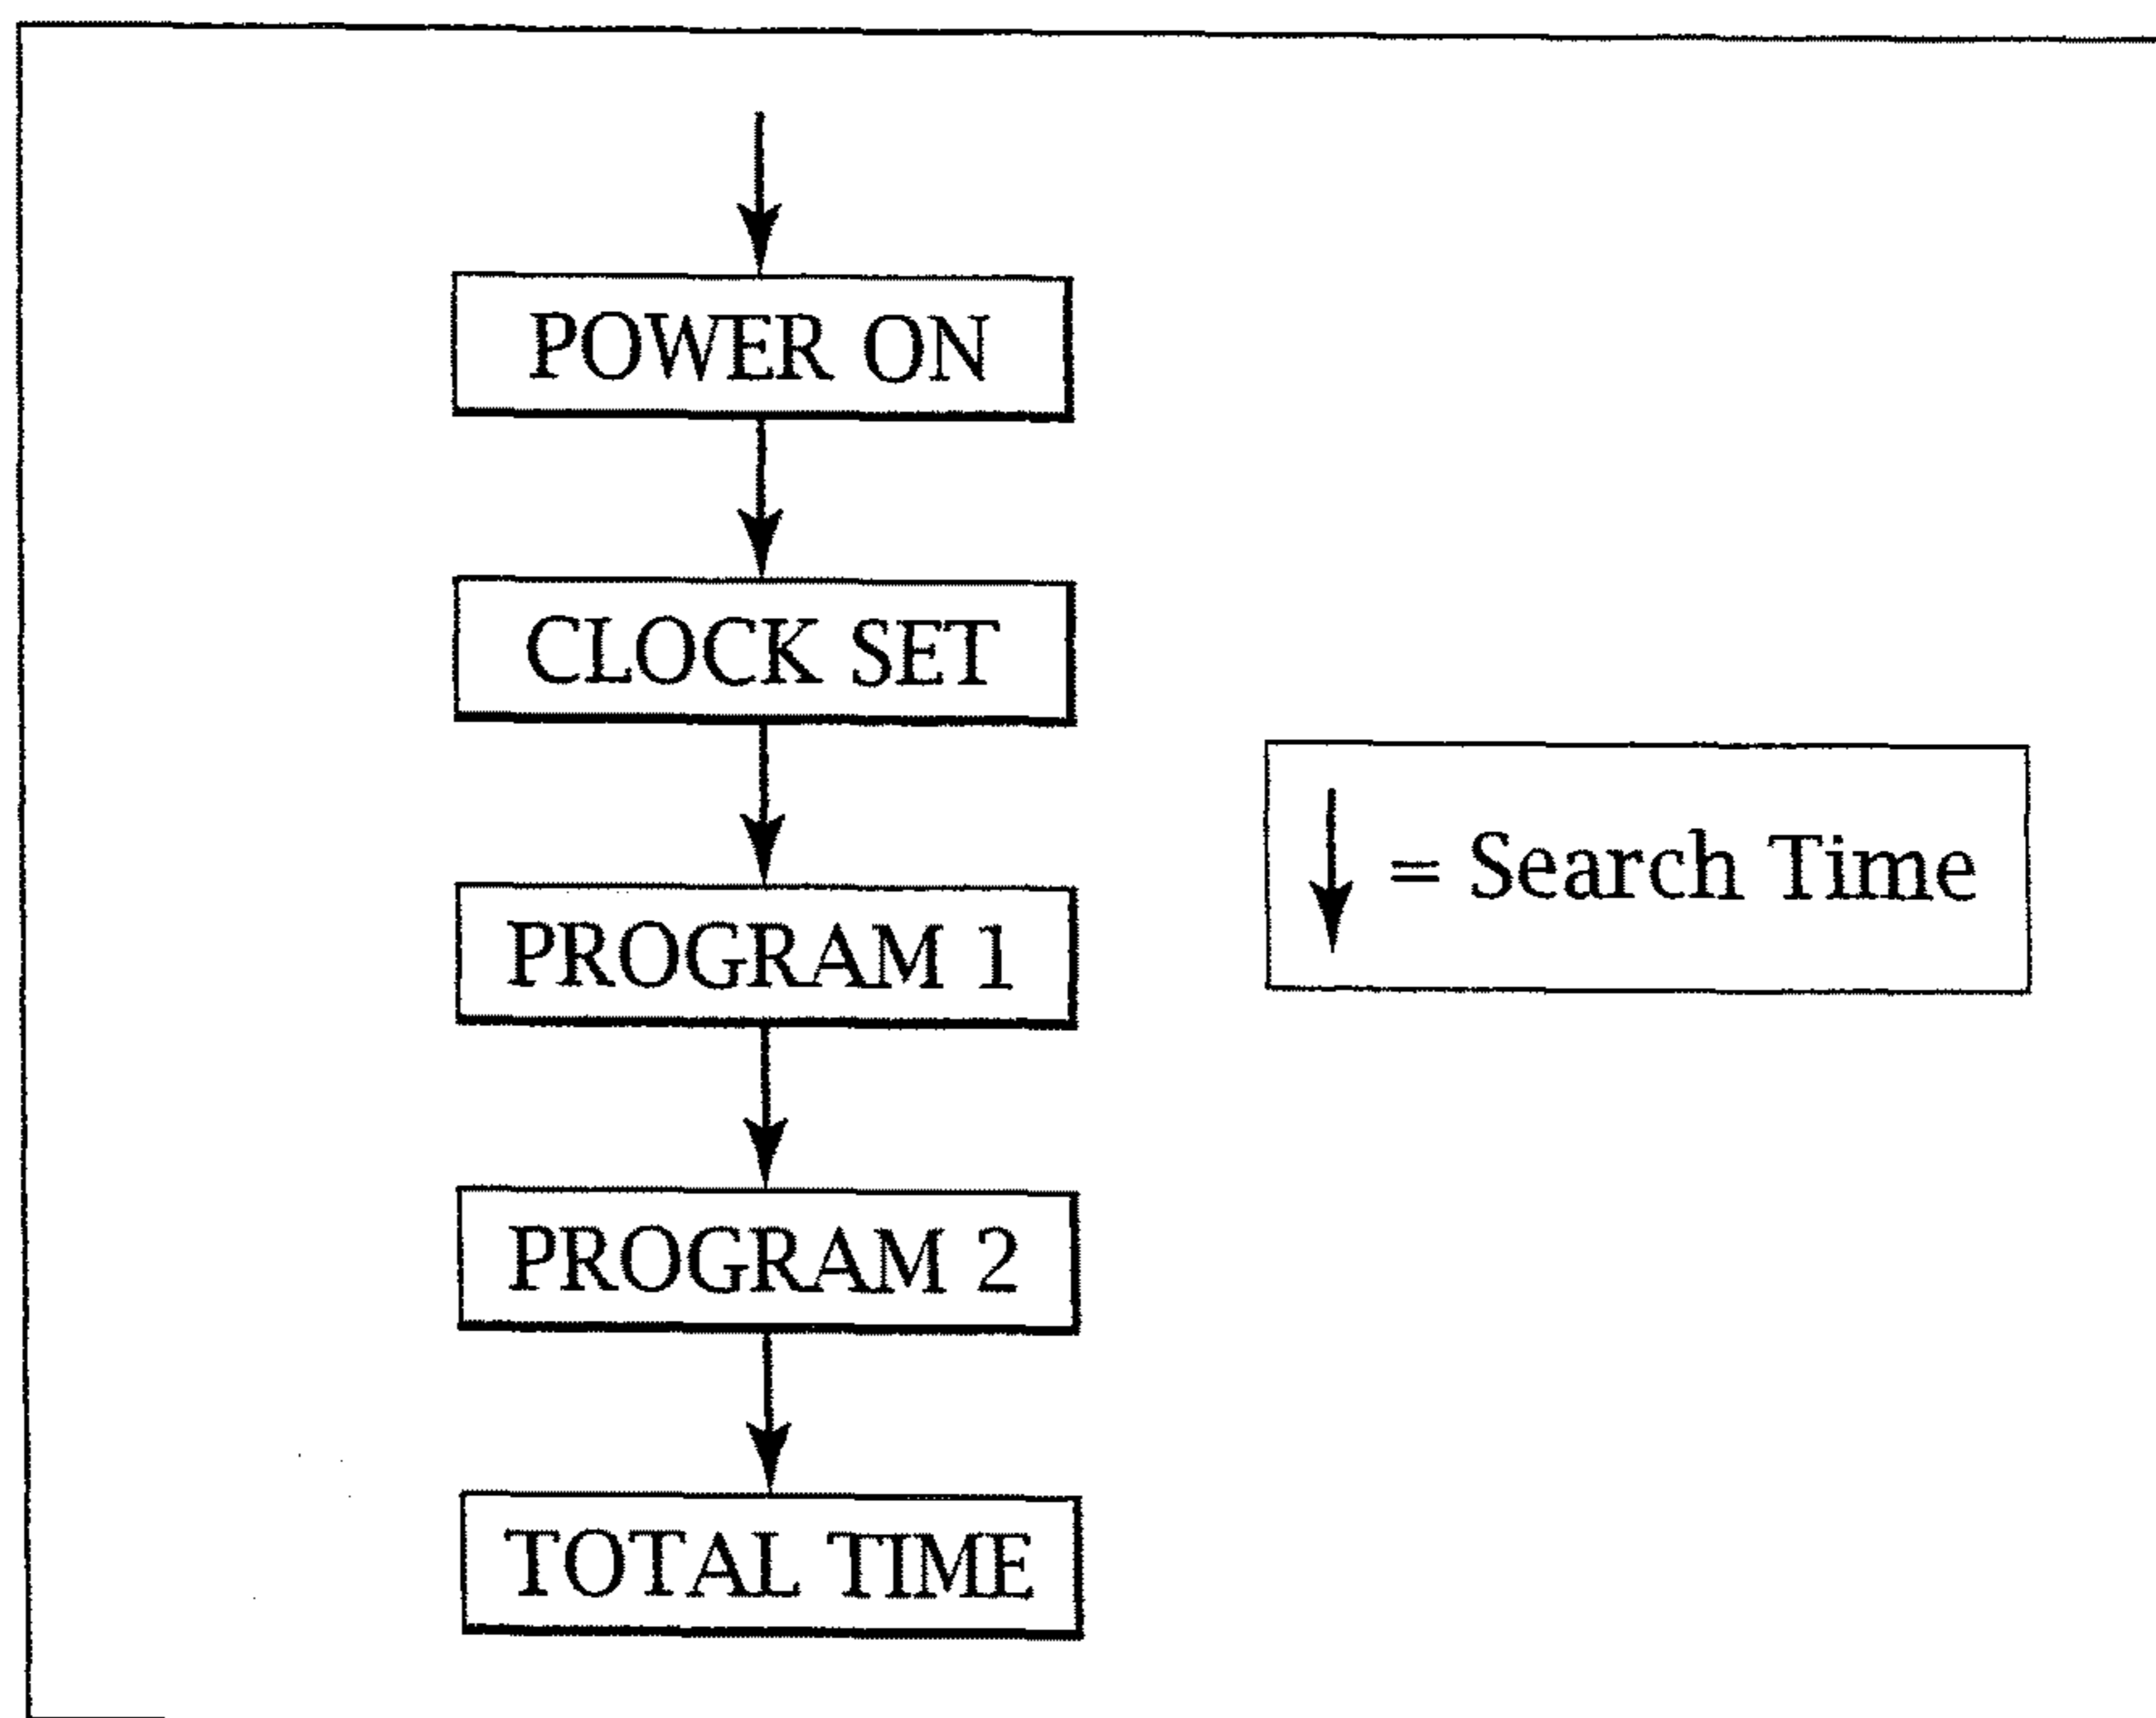 POWER ON
CLOCK SET
PROGRAM 1
= Search Time
PROGRAM 2
TOTAL TIME